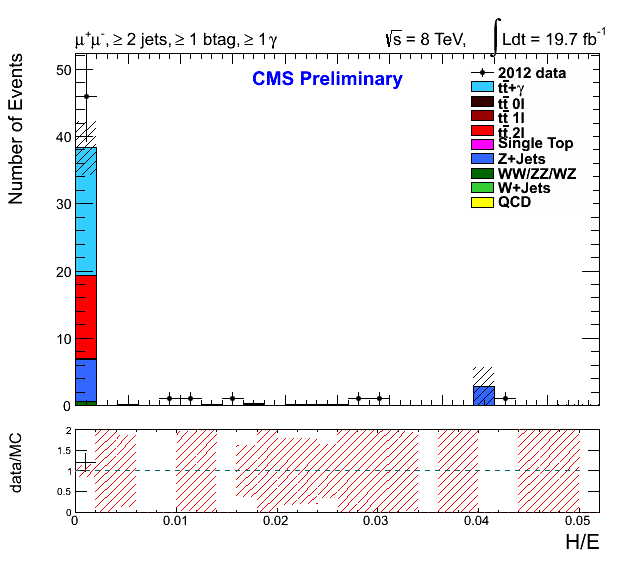 μ⁺μ⁻, ≥ 2 jets, ≥ 1 btag, ≥ 1 γ
√s = 8 TeV, ∫ Ldt = 19.7 fb⁻¹
CMS Preliminary
2012 data
tt̄+γ
tt̄ 0l
tt̄ 1l
tt̄ 2l
Single Top
Z+Jets
WW/ZZ/WZ
W+Jets
QCD
Number of Events
50
40
30
20
10
0
data/MC
2
1.5
1
0.5
0
0 0.01 0.02 0.03 0.04 0.05
H/E